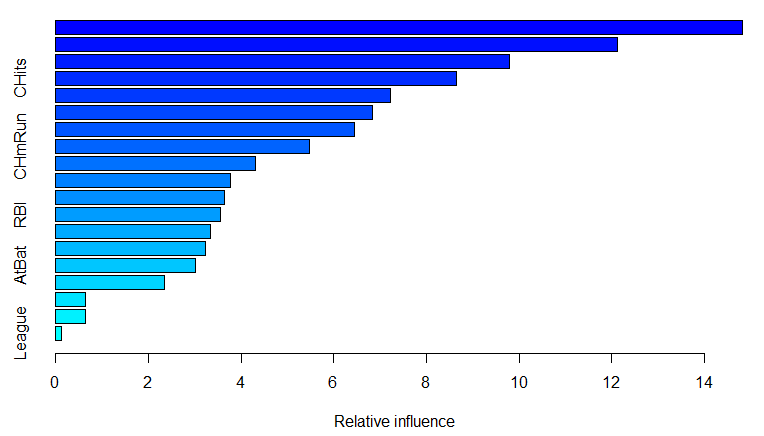 CHits
CHmRun
RBI
AtBat
League
0 2 4 6 8 10 12 14
Relative influence